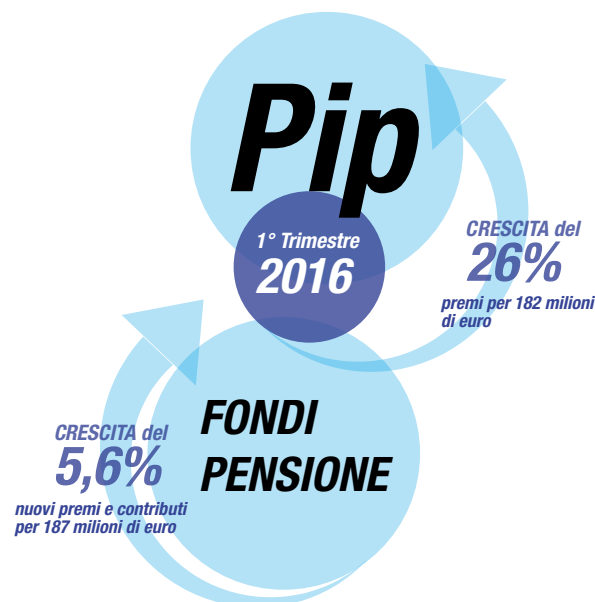 Pip
1° Trimestre
2016
CRESCITA del
26%
premi per 182 milioni
di euro
FONDI
PENSIONE
CRESCITA del
5,6%
nuovi premi e contributi
per 187 milioni di euro